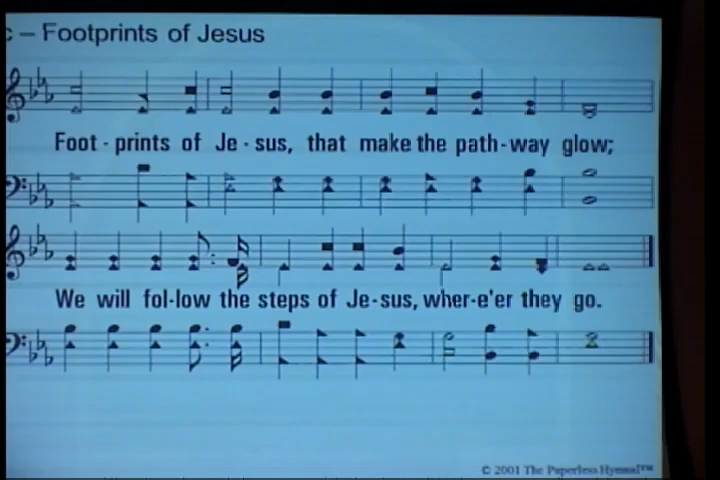 c – Footprints of Jesus
Foot - prints of Je - sus, that make the path - way glow;
We will fol-low the steps of Je-sus, wher-e'er they go.
© 2001 The Paperless Hymnal™